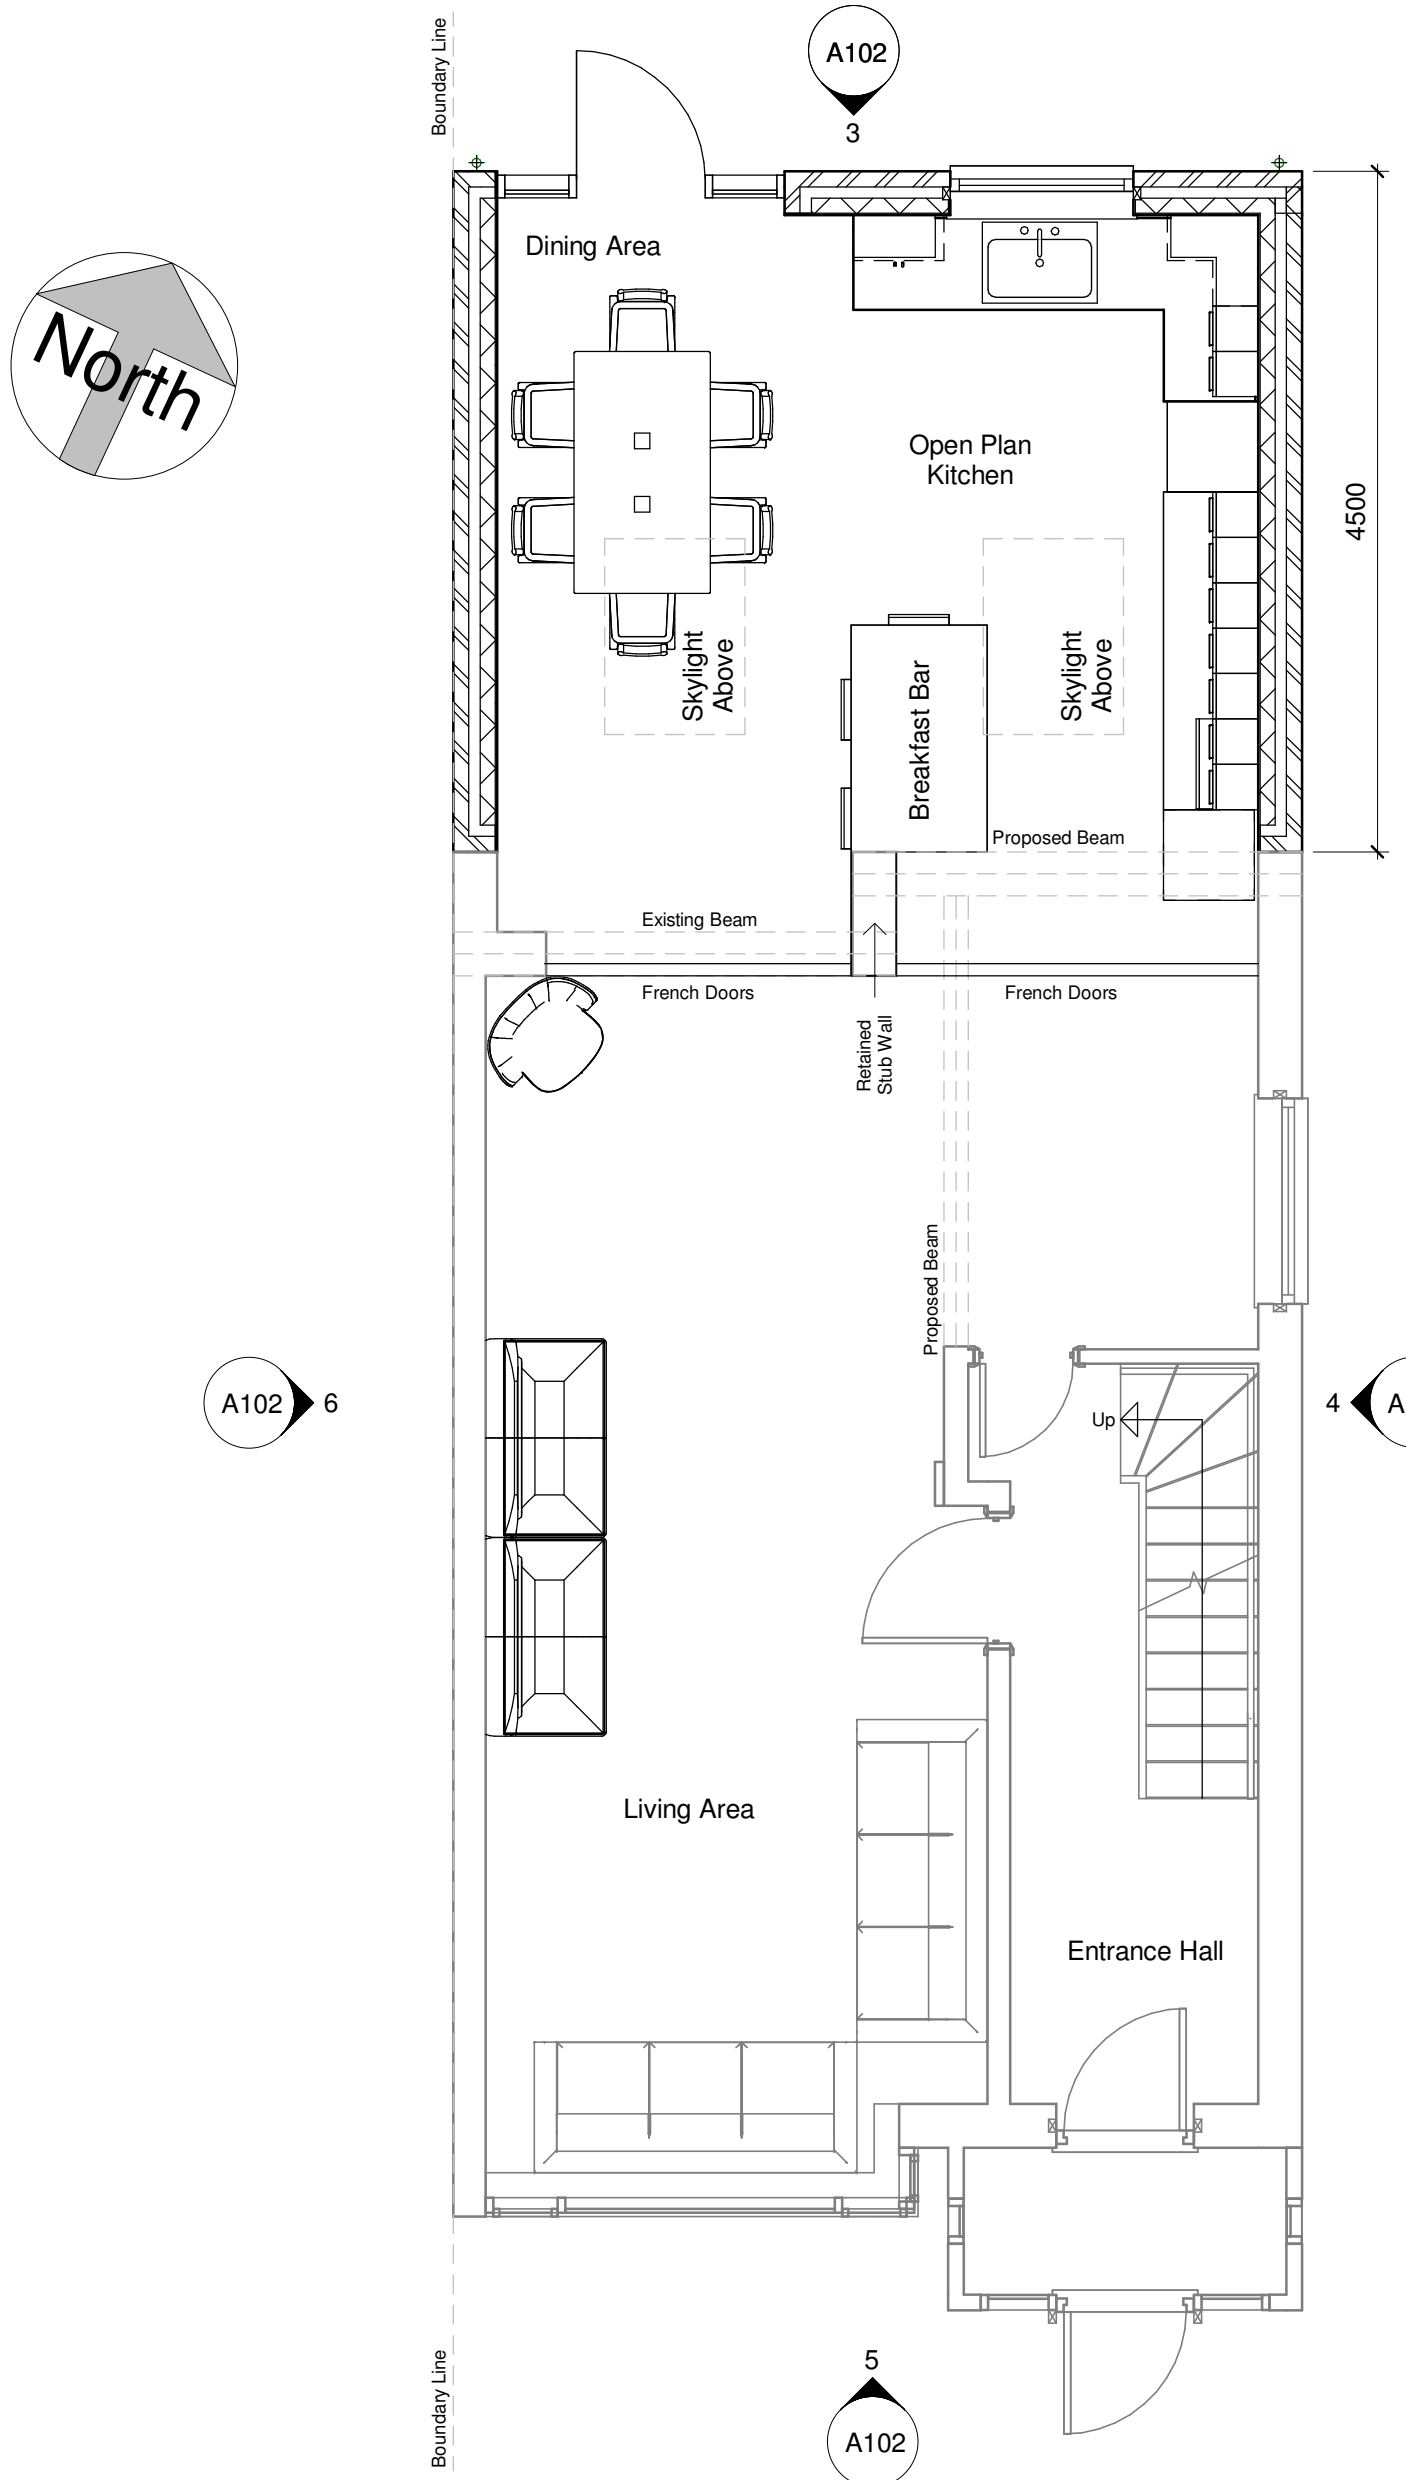 Boundary Line
A102
3
North
Dining Area
Open Plan
Kitchen
4500
Skylight
Above
Skylight
Above
Breakfast Bar
Proposed Beam
Existing Beam
French Doors
French Doors
Retained
Stub Wall
Proposed Beam
A102
6
4
A
Up
Living Area
Entrance Hall
Boundary Line
5
A102